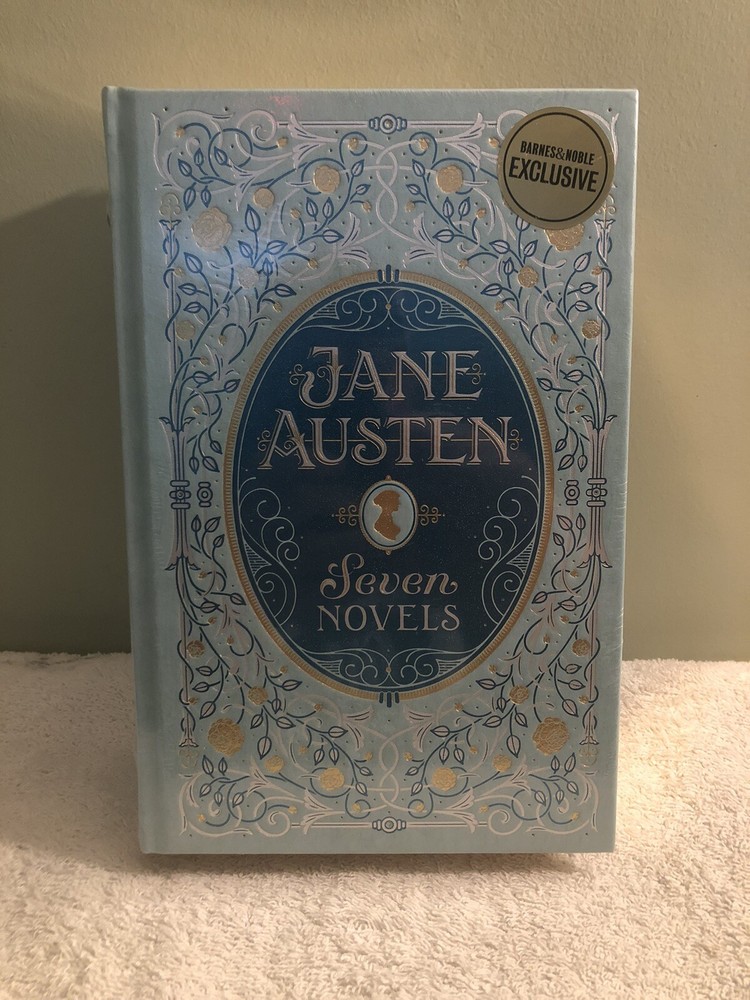 BARNES&NOBLE
EXCLUSIVE
JANE
AUSTEN
Seven
NOVELS